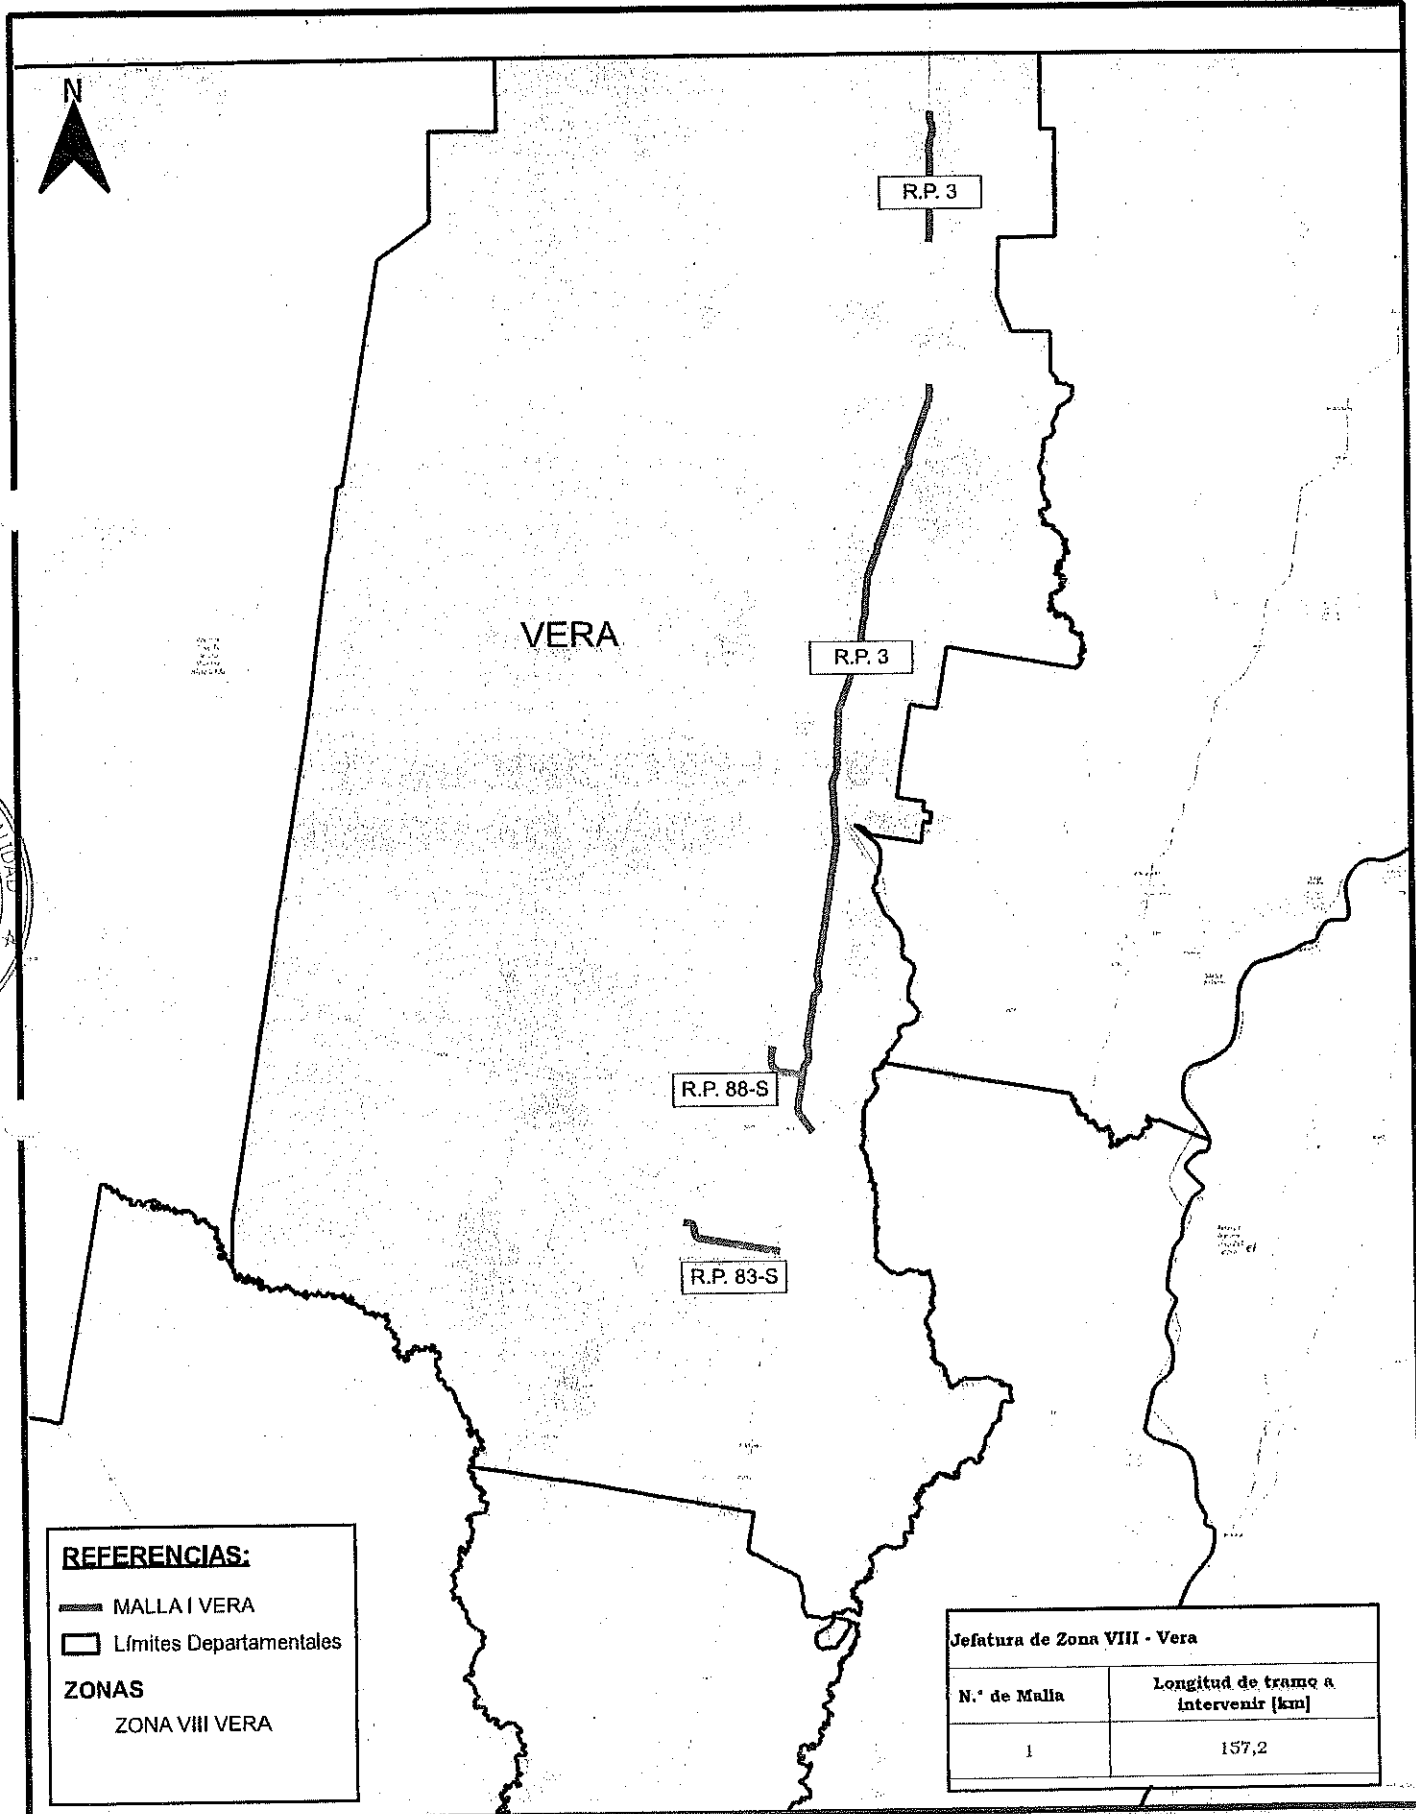 N
R.P. 3
VERA
R.P. 3
R.P. 88-S
R.P. 83-S
REFERENCIAS:
MALLA I VERA
Límites Departamentales
ZONAS
ZONA VIII VERA
Jefatura de Zona VIII - Vera
N.° de Malla
Longitud de tramo a
intervenir [km]
1
157,2